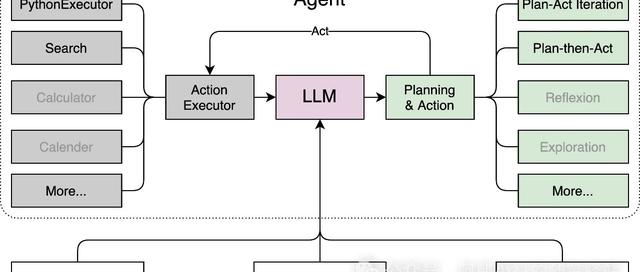 Agent
PythonExecutor
Search
Calculator
Calender
More...
Action
Executor
Act
LLM
Planning
& Action
Plan-Act Iteration
Plan-then-Act
Reflexion
Exploration
More...